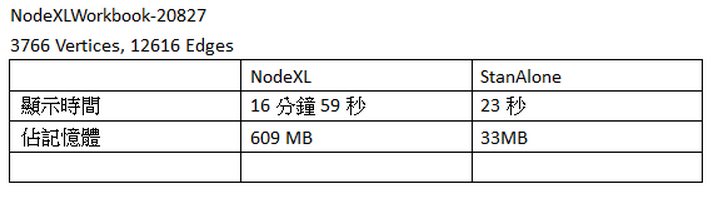 NodeXLWorkbook-20827
3766 Vertices, 12616 Edges
NodeXL StanAlone
顯示時間 16 分鐘 59 秒 23 秒
佔記憶體 609 MB 33MB